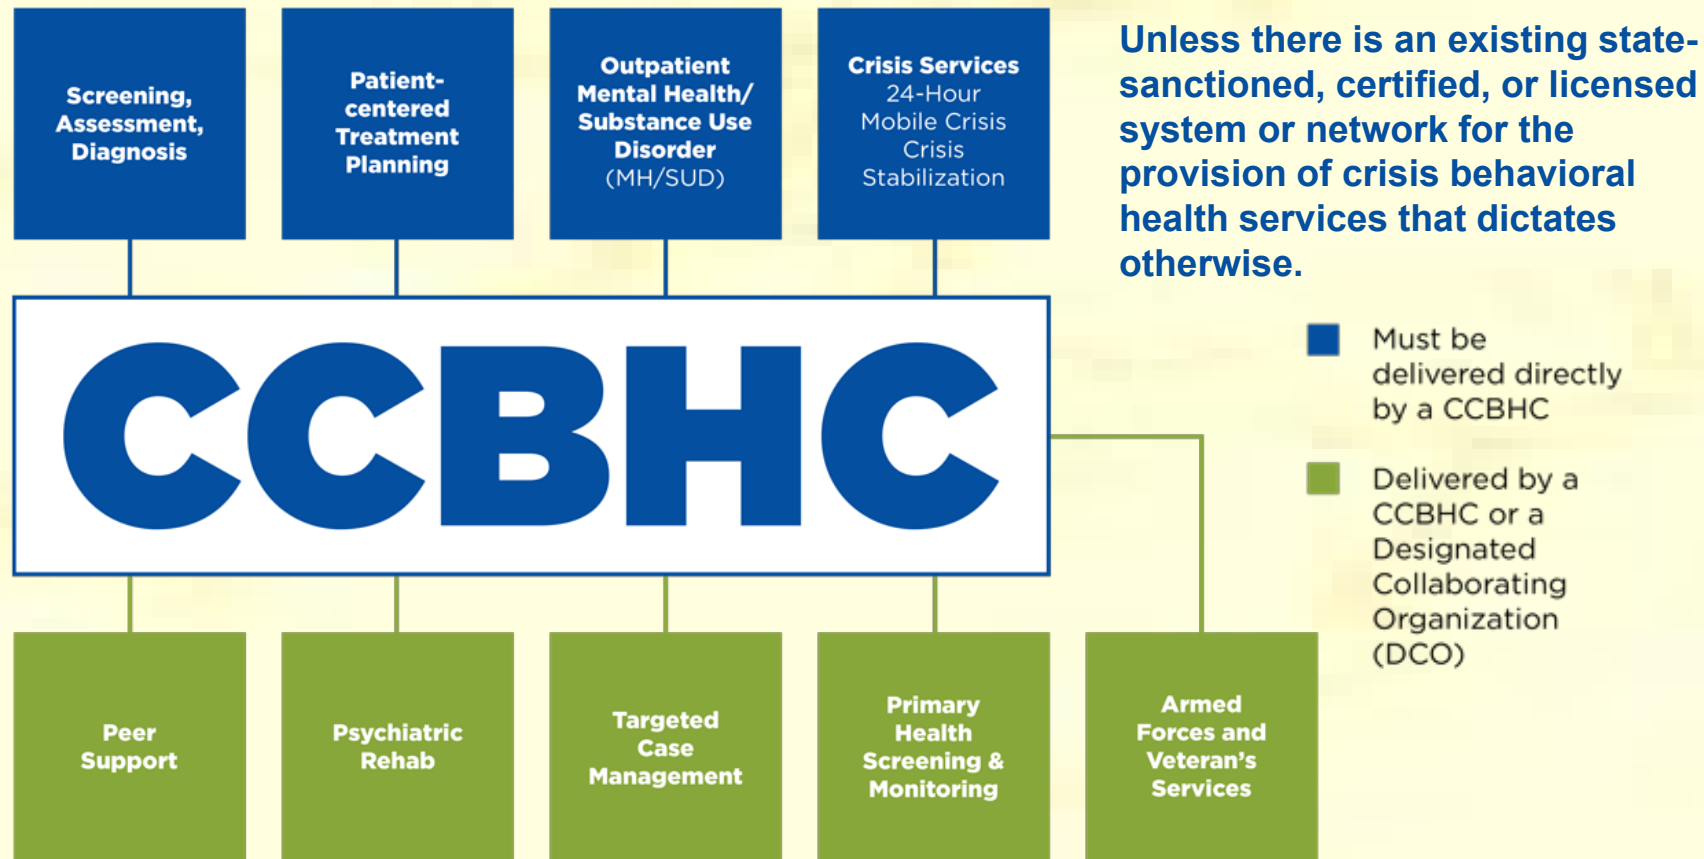 Screening,
Assessment,
Diagnosis
Patient-
centered
Treatment
Planning
Outpatient
Mental Health/
Substance Use
Disorder
(MH/SUD)
Crisis Services
24-Hour
Mobile Crisis
Crisis
Stabilization
Unless there is an existing state-
sanctioned, certified, or licensed
system or network for the
provision of crisis behavioral
health services that dictates
otherwise.
CCBHC
Must be
delivered directly
by a CCBHC
Delivered by a
CCBHC or a
Designated
Collaborating
Organization
(DCO)
Peer
Support
Psychiatric
Rehab
Targeted
Case
Management
Primary
Health
Screening &
Monitoring
Armed
Forces and
Veteran's
Services